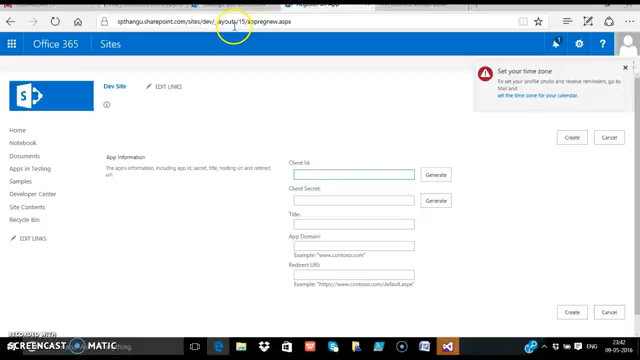 spthangu.sharepoint.com/sites/dev/_layouts/15/appregnew.aspx
Office 365
Sites
1
?
Set your time zone
To set your profile photo and receive reminders, go to
Mail and
set the time zone for your calendar.
Dev Site
EDIT LINKS
Create
Cancel
Home
Notebook
Documents
Apps in Testing
Samples
Developer Center
Site Contents
Recycle Bin
EDIT LINKS
App Information
The app's information, including app id, secret, title, hosting url and redirect
uri.
Client Id:
Generate
Client Secret:
Generate
Title:
App Domain:
Example: "www.contoso.com"
Redirect URI:
Example: "https://www.contoso.com/default.aspx"
Create
Cancel
RECORDED WITH
SCREENCAST MATIC
23:42
09-05-2016